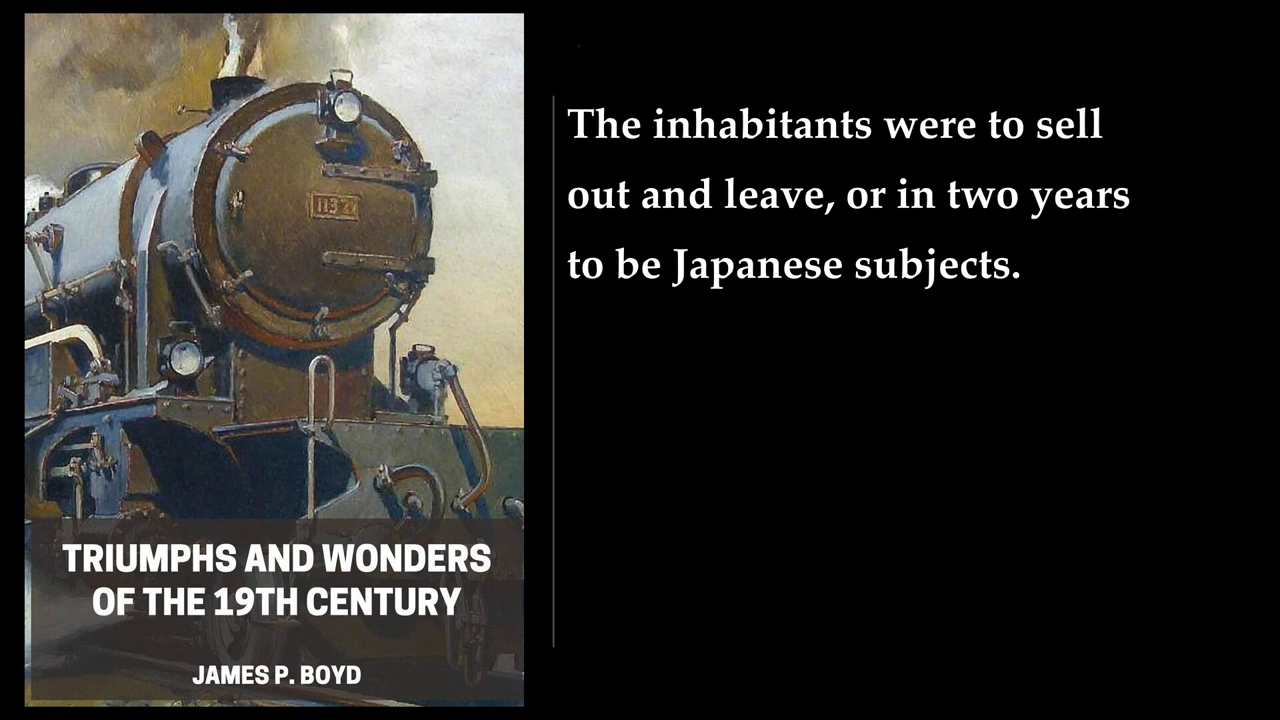 The inhabitants were to sell
out and leave, or in two years
to be Japanese subjects.
TRIUMPHS AND WONDERS
OF THE 19TH CENTURY
JAMES P. BOYD